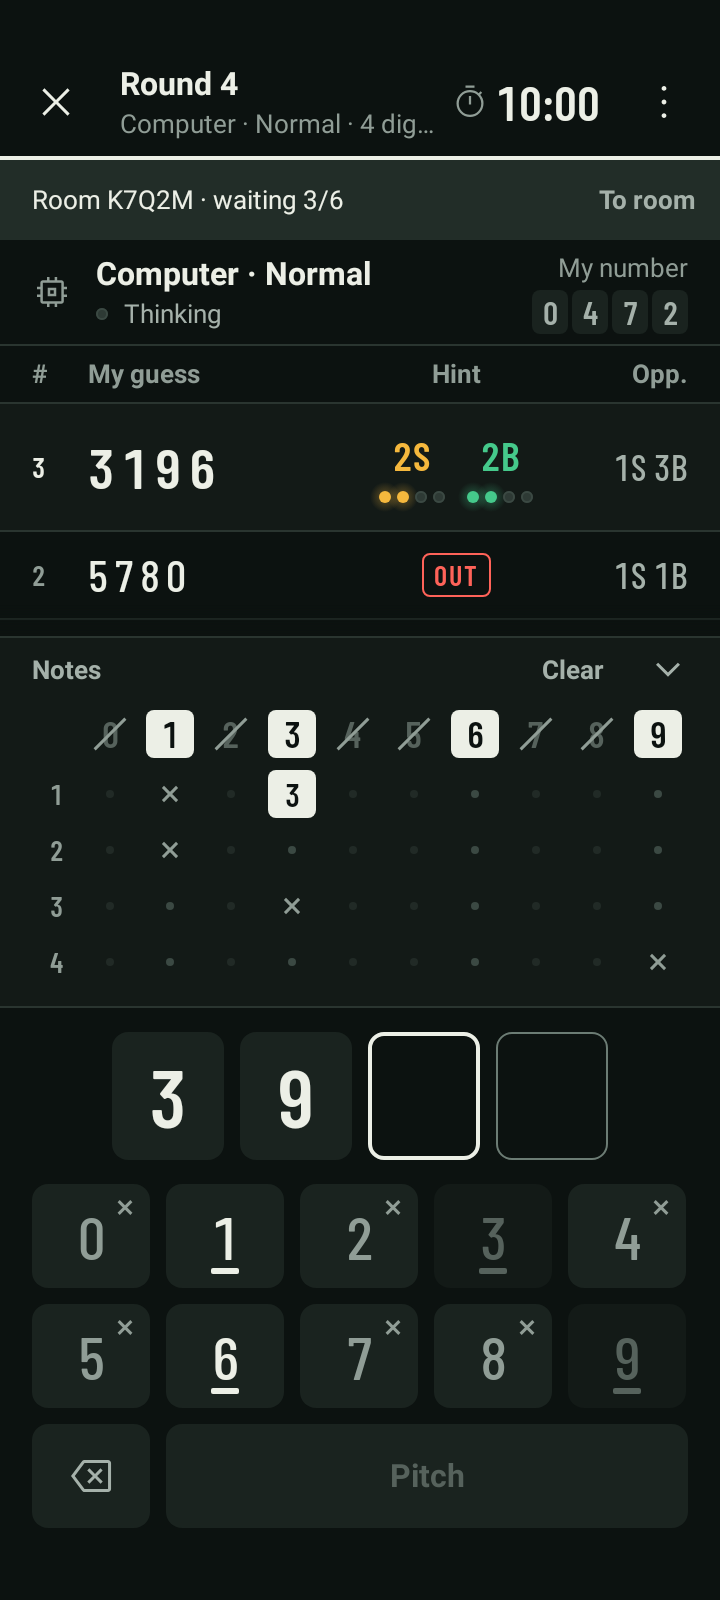 Round 4
Computer · Normal · 4 dig...
10:00
Room K7Q2M · waiting 3/6
To room
Computer · Normal
Thinking
My number
0 4 7 2
# My guess Hint Opp.
3 3196 2S 2B 1S 3B
2 5780 OUT 1S 1B
Notes Clear
0 1 2 3 4 5 6 7 8 9
1 × 3
2 ×
3 ×
4 ×
3 9
0 × 1 2 × 3 4 ×
5 × 6 7 × 8 × 9
Pitch